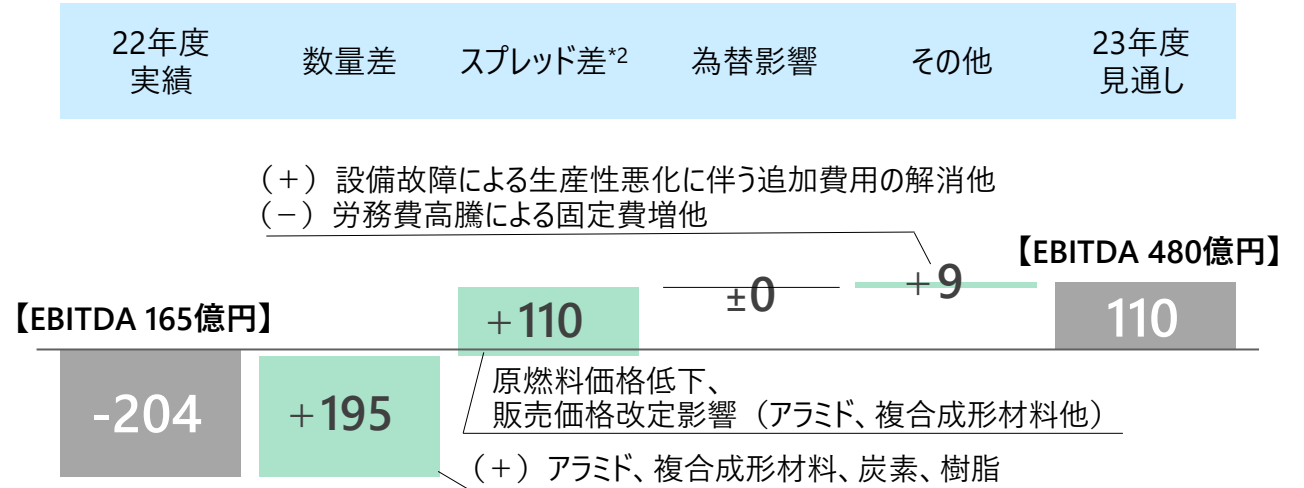 22年度
実績
数量差
スプレッド差*2
為替影響
その他
23年度
見通し
（＋）設備故障による生産性悪化に伴う追加費用の解消他
（－）労務費高騰による固定費増他
【EBITDA 480億円】
【EBITDA 165億円】
＋110
±0
＋9
110
-204
＋195
原燃料価格低下、
販売価格改定影響（アラミド、複合成形材料他）
（＋）アラミド、複合成形材料、炭素、樹脂